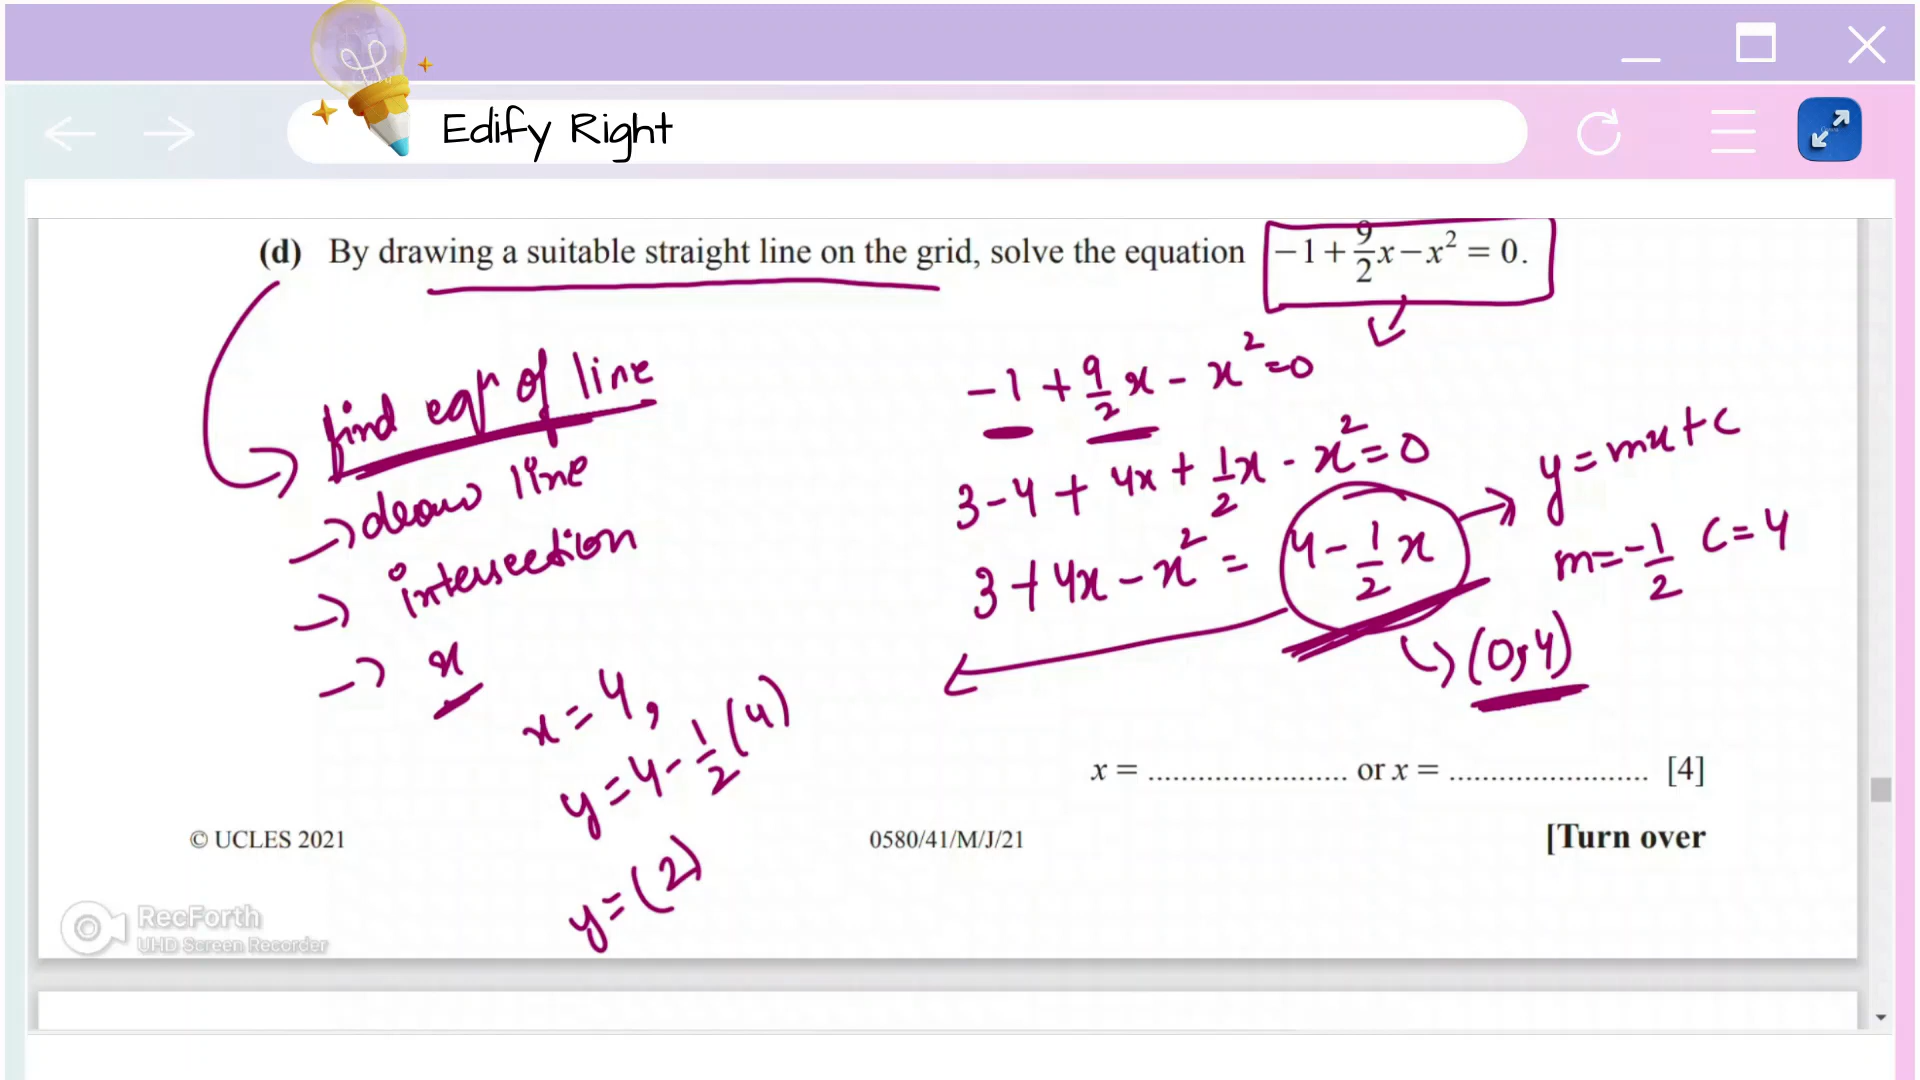 Edify Right
(d) By drawing a suitable straight line on the grid, solve the equation −1 + 9/2 x − x² = 0.
find eqn of line
→ draw line
→ intersection
→ x
−1 + 9/2 x − x² = 0
3 − 4 + 4x + 1/2 x − x² = 0
3 + 4x − x² = 4 − 1/2 x
y = mx + c
m = −1/2 c = 4
(0, 4)
x = 4,
y = 4 − 1/2 (4)
y = (2)
x = ........................ or x = ........................ [4]
© UCLES 2021
0580/41/M/J/21
[Turn over
RecForth
UHD Screen Recorder